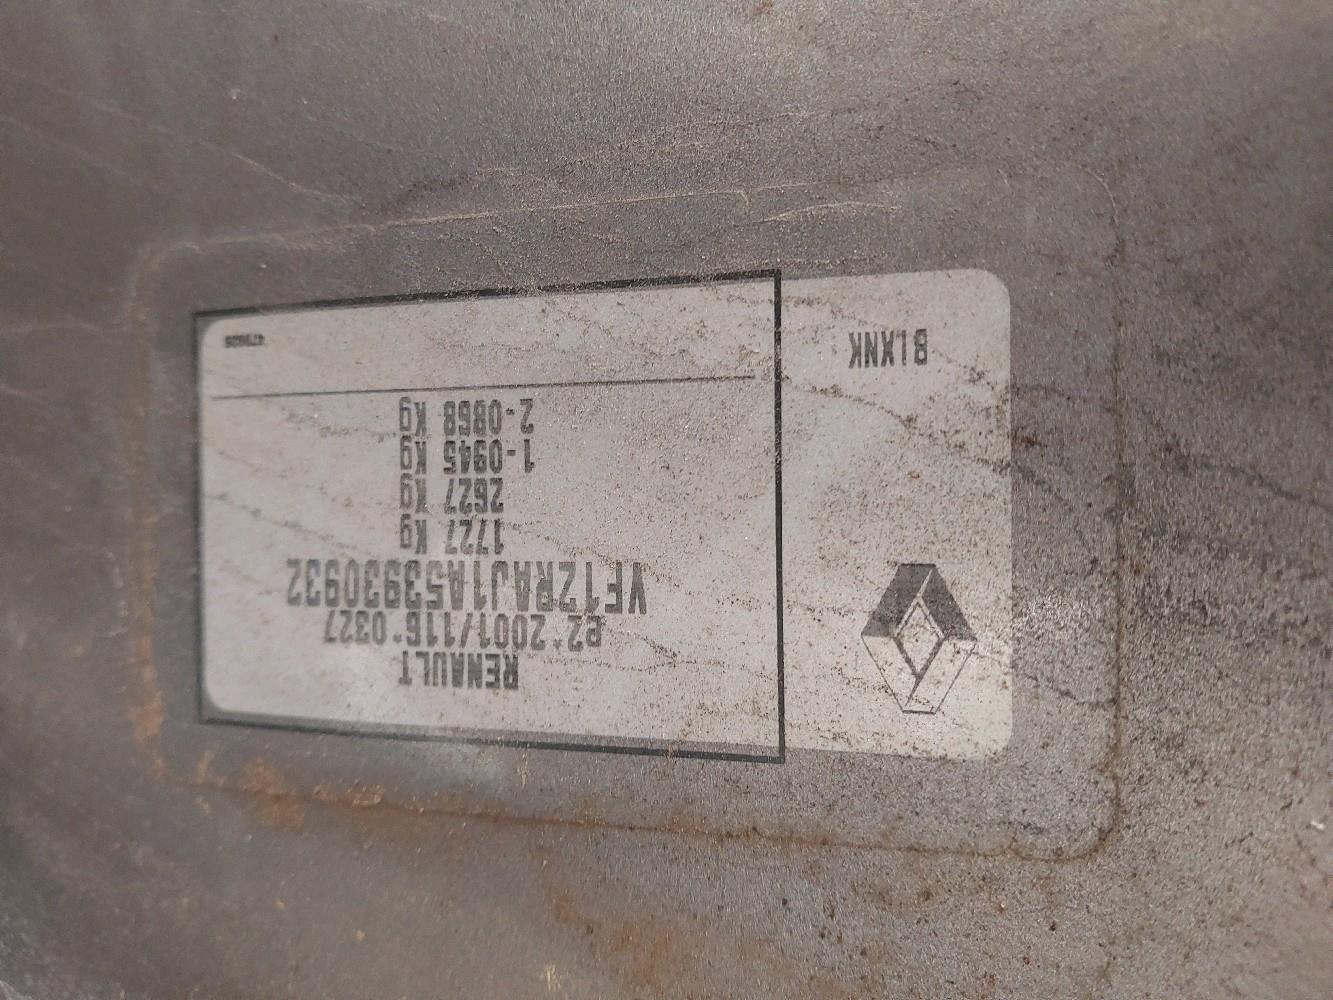 RENAULT
e2*2001/116*0327
VF1ZRAJ1A53930932
1727 Kg
2627 Kg
1-0945 Kg
2-0868 Kg
B1XNK